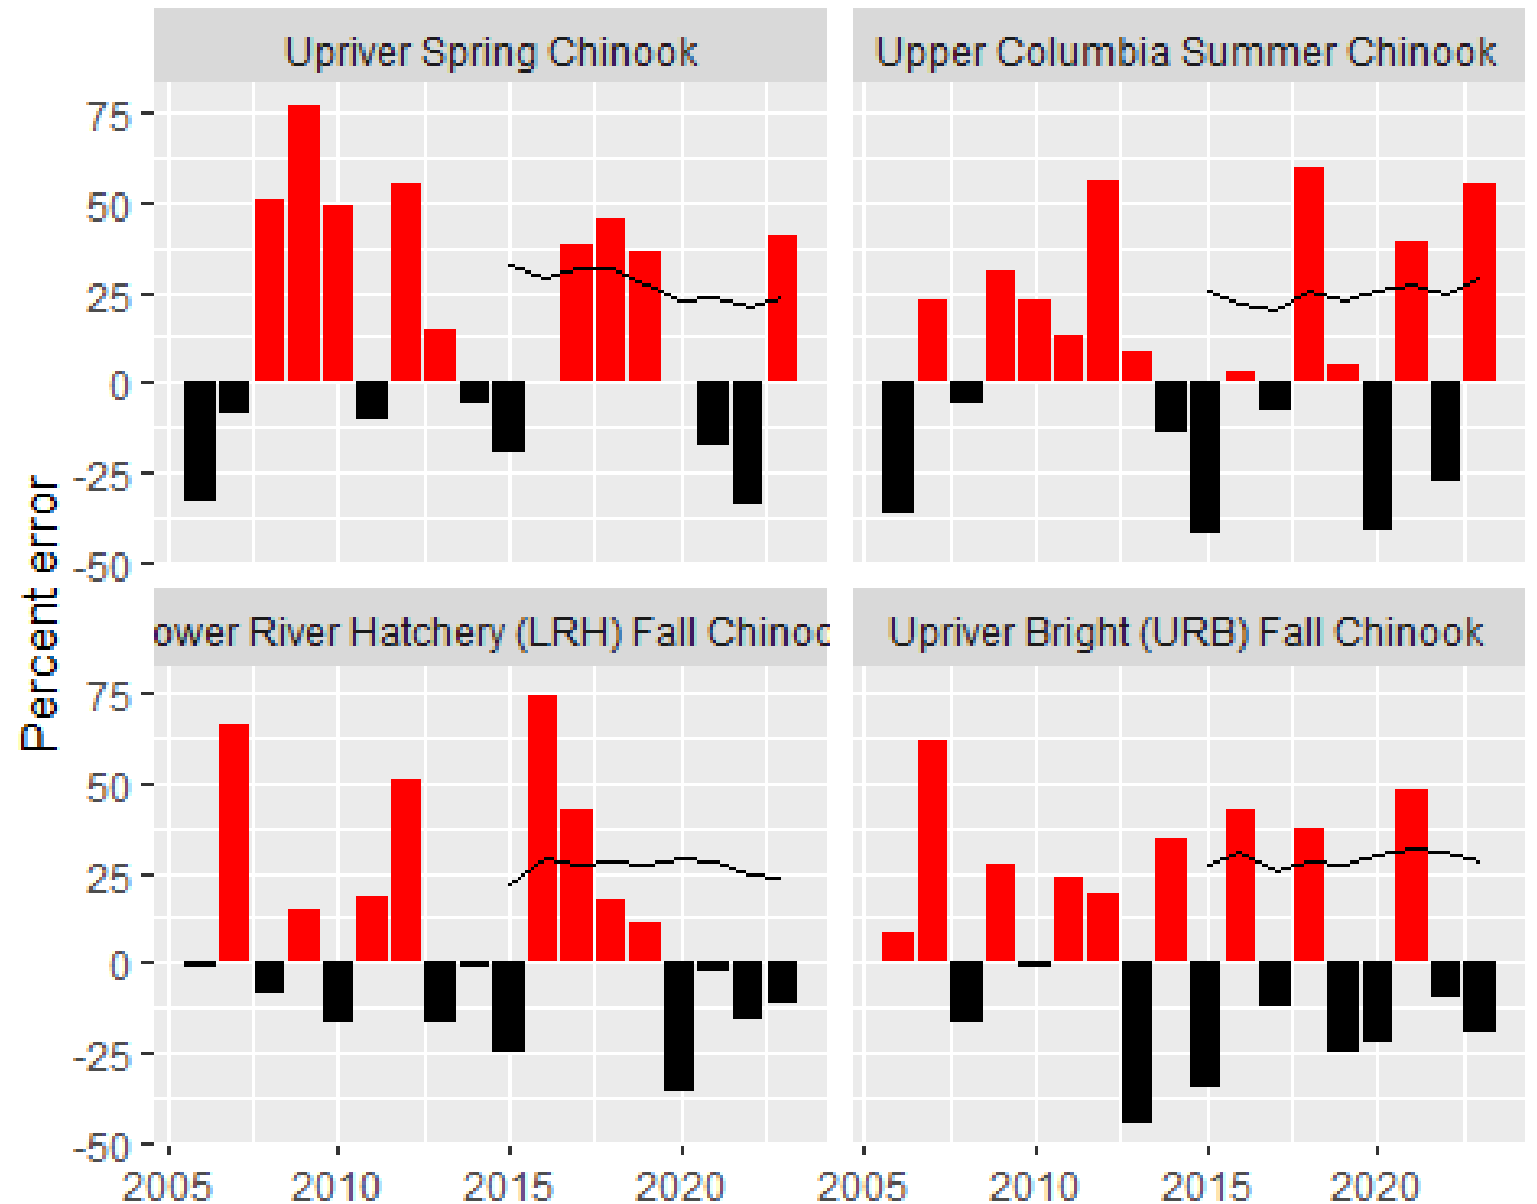 Upriver Spring Chinook
Upper Columbia Summer Chinook
75
50
25
0
-25
-50
Percent error
ower River Hatchery (LRH) Fall Chinoo
Upriver Bright (URB) Fall Chinook
75
50
25
0
-25
-50
2005 2010 2015 2020 2005 2010 2015 2020